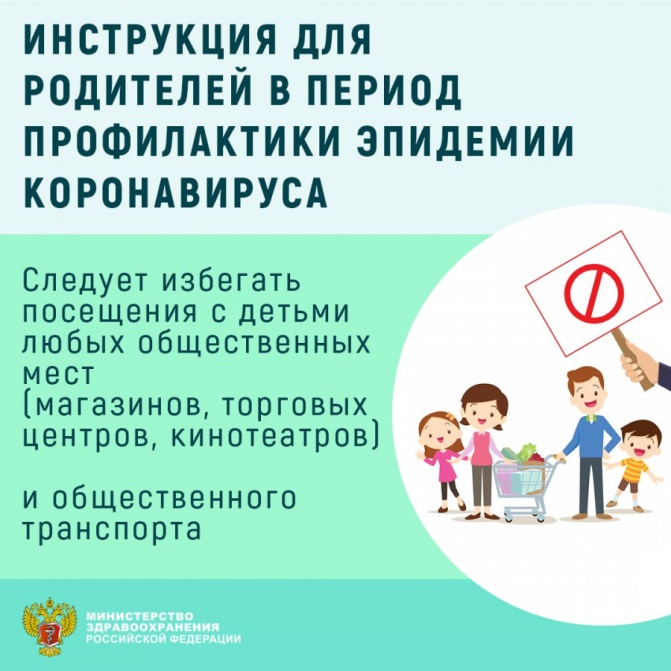 ИНСТРУКЦИЯ ДЛЯ
РОДИТЕЛЕЙ В ПЕРИОД
ПРОФИЛАКТИКИ ЭПИДЕМИИ
КОРОНАВИРУСА
Следует избегать
посещения с детьми
любых общественных
мест
(магазинов, торговых
центров, кинотеатров)
и общественного
транспорта
МИНИСТЕРСТВО
ЗДРАВООХРАНЕНИЯ
РОССИЙСКОЙ ФЕДЕРАЦИИ